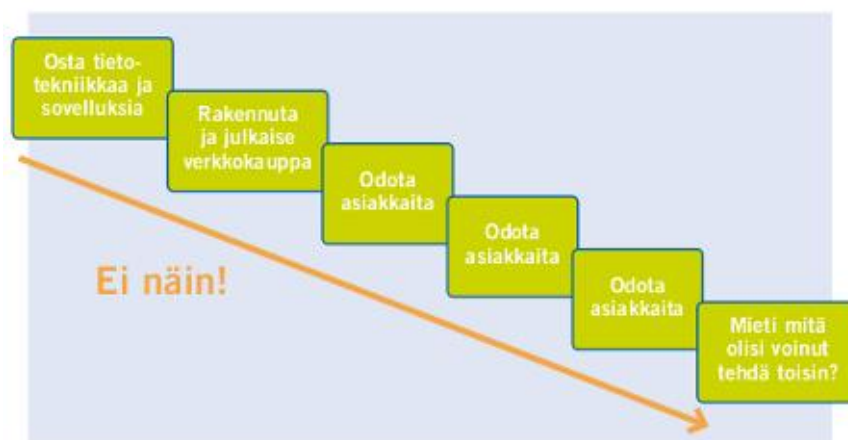 Osta tieto-
tekniikkaa ja
sovelluksia
Rakennuta
ja julkaise
verkkokauppa
Odota
asiakkaita
Odota
asiakkaita
Odota
asiakkaita
Mieti mitä
olisi voinut
tehdä toisin?
Ei näin!